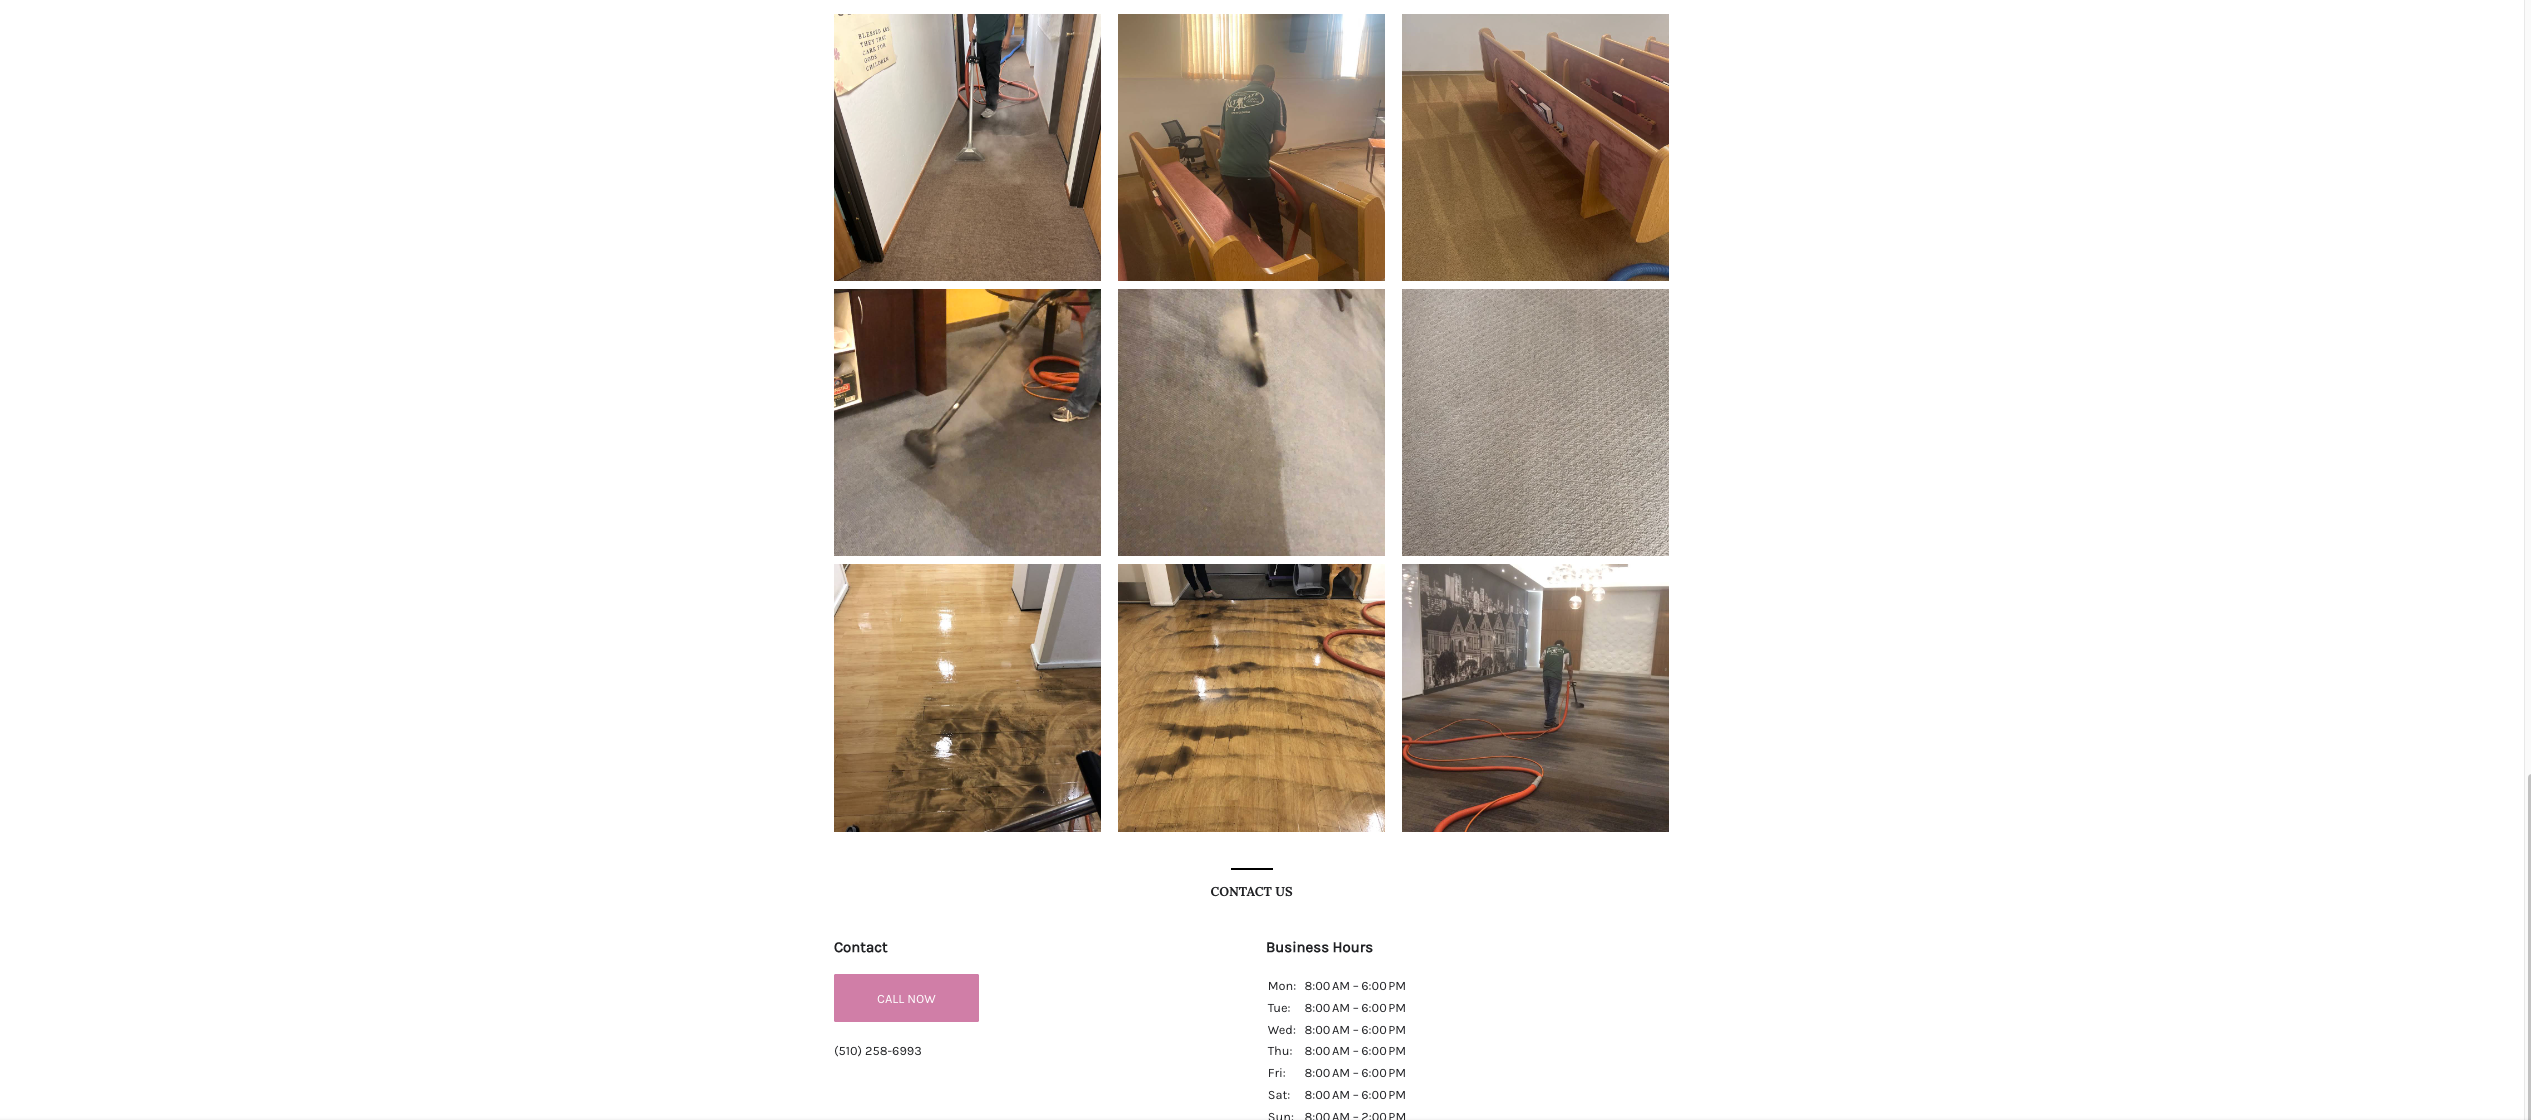 BLESSED ARE
THEY THAT
CARE FOR
GODS
CHILDREN
CONTACT US
Contact
CALL NOW
(510) 258-6993
Business Hours
Mon: 8:00 AM – 6:00 PM
Tue: 8:00 AM – 6:00 PM
Wed: 8:00 AM – 6:00 PM
Thu: 8:00 AM – 6:00 PM
Fri: 8:00 AM – 6:00 PM
Sat: 8:00 AM – 6:00 PM
Sun: 8:00 AM – 2:00 PM